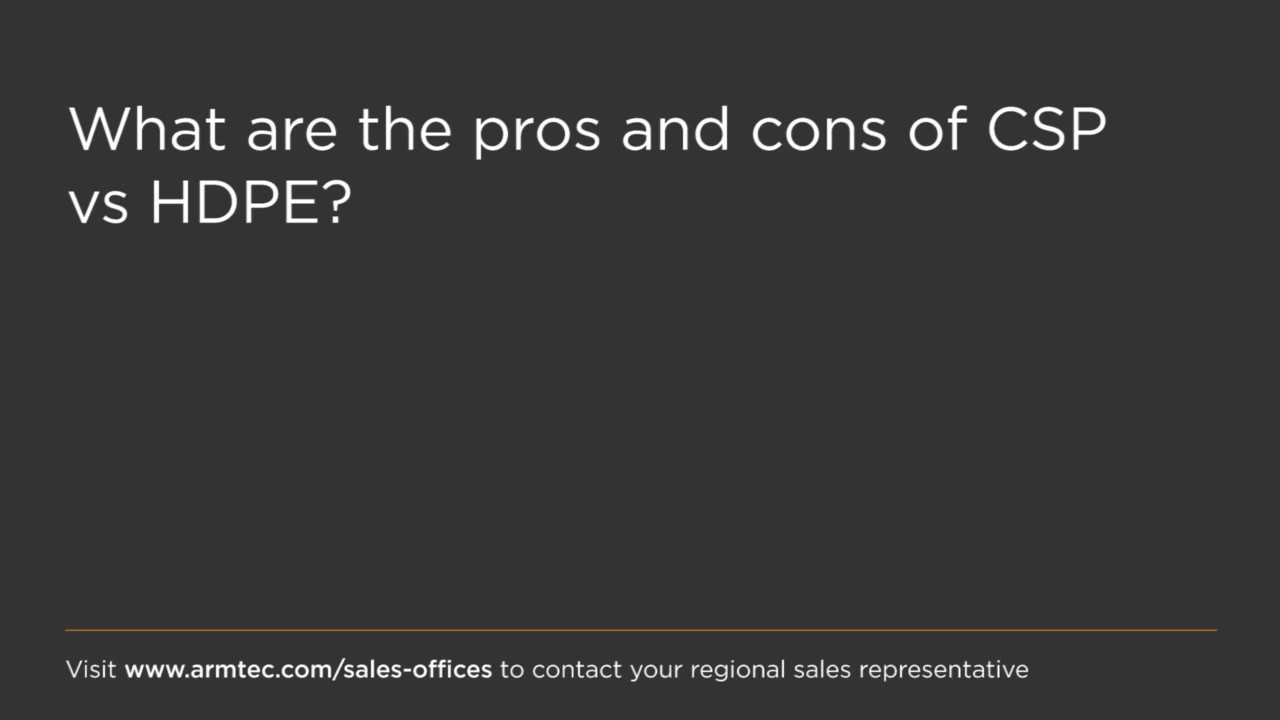 What are the pros and cons of CSP
vs HDPE?
Visit www.armtec.com/sales-offices to contact your regional sales representative